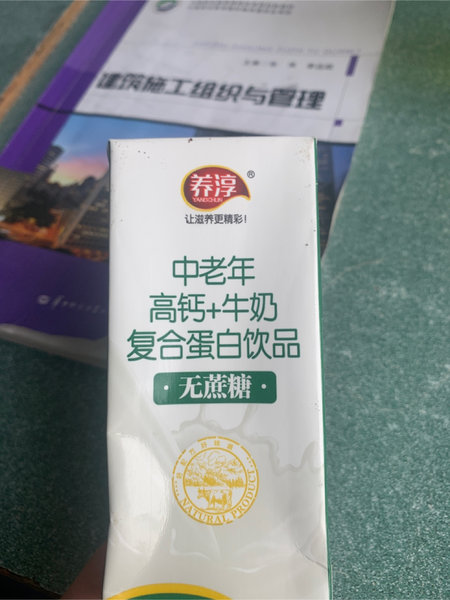 建筑施工组织与管理
养淳®
YANGCHUN
让滋养更精彩!
中老年
高钙+牛奶
复合蛋白饮品
·无蔗糖·
NATURAL PRODUCT